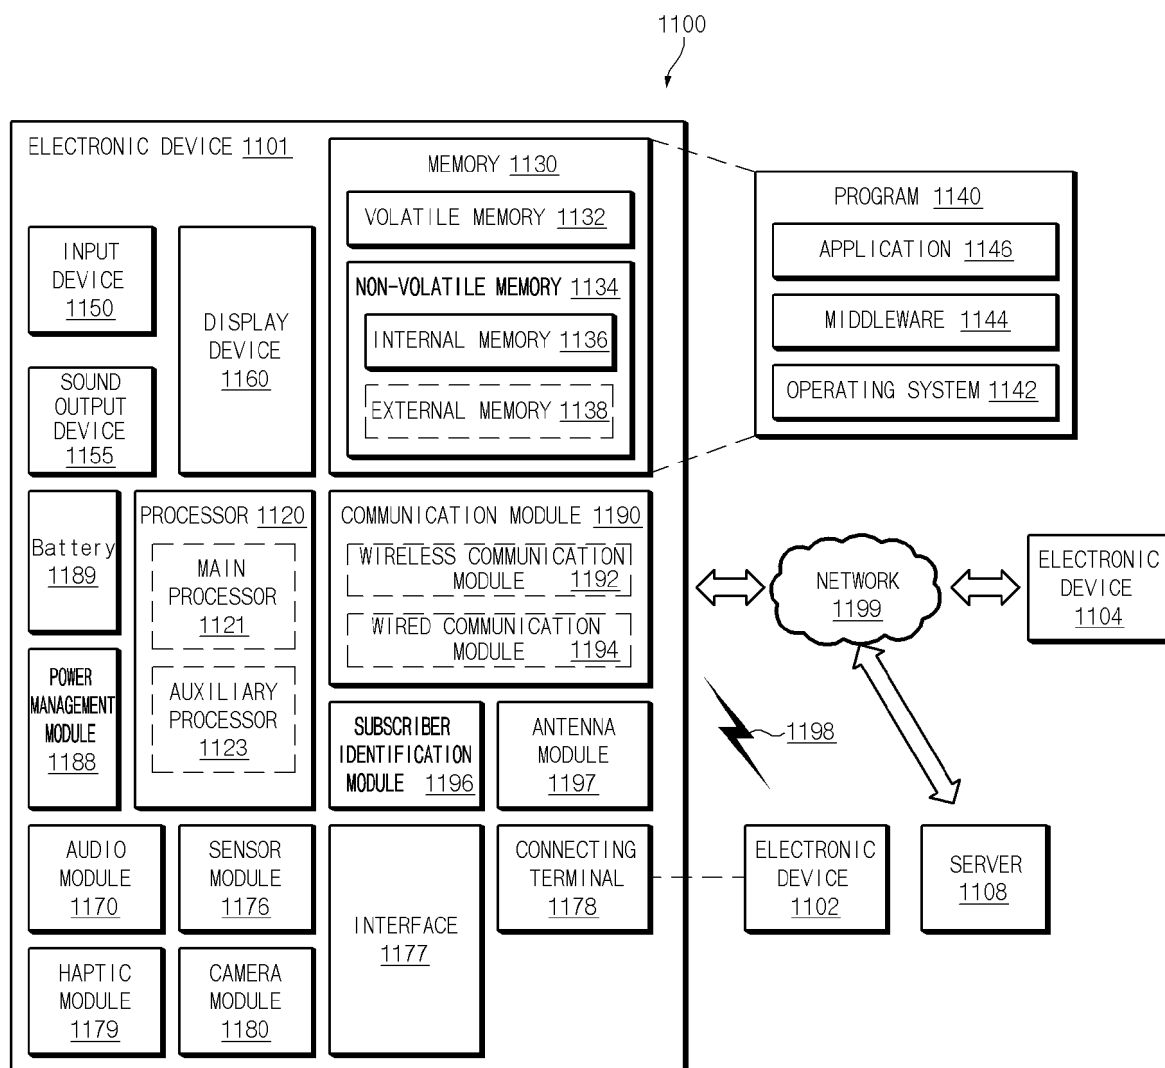 1100
ELECTRONIC DEVICE 1101
MEMORY 1130
VOLATILE MEMORY 1132
NON-VOLATILE MEMORY 1134
INTERNAL MEMORY 1136
EXTERNAL MEMORY 1138
PROGRAM 1140
APPLICATION 1146
MIDDLEWARE 1144
OPERATING SYSTEM 1142
INPUT
DEVICE
1150
DISPLAY
DEVICE
1160
SOUND
OUTPUT
DEVICE
1155
Battery
1189
PROCESSOR 1120
MAIN
PROCESSOR
1121
AUXILIARY
PROCESSOR
1123
COMMUNICATION MODULE 1190
WIRELESS COMMUNICATION
MODULE 1192
WIRED COMMUNICATION
MODULE 1194
NETWORK
1199
ELECTRONIC
DEVICE
1104
POWER
MANAGEMENT
MODULE
1188
SUBSCRIBER
IDENTIFICATION
MODULE 1196
ANTENNA
MODULE
1197
1198
AUDIO
MODULE
1170
SENSOR
MODULE
1176
INTERFACE
1177
CONNECTING
TERMINAL
1178
ELECTRONIC
DEVICE
1102
SERVER
1108
HAPTIC
MODULE
1179
CAMERA
MODULE
1180